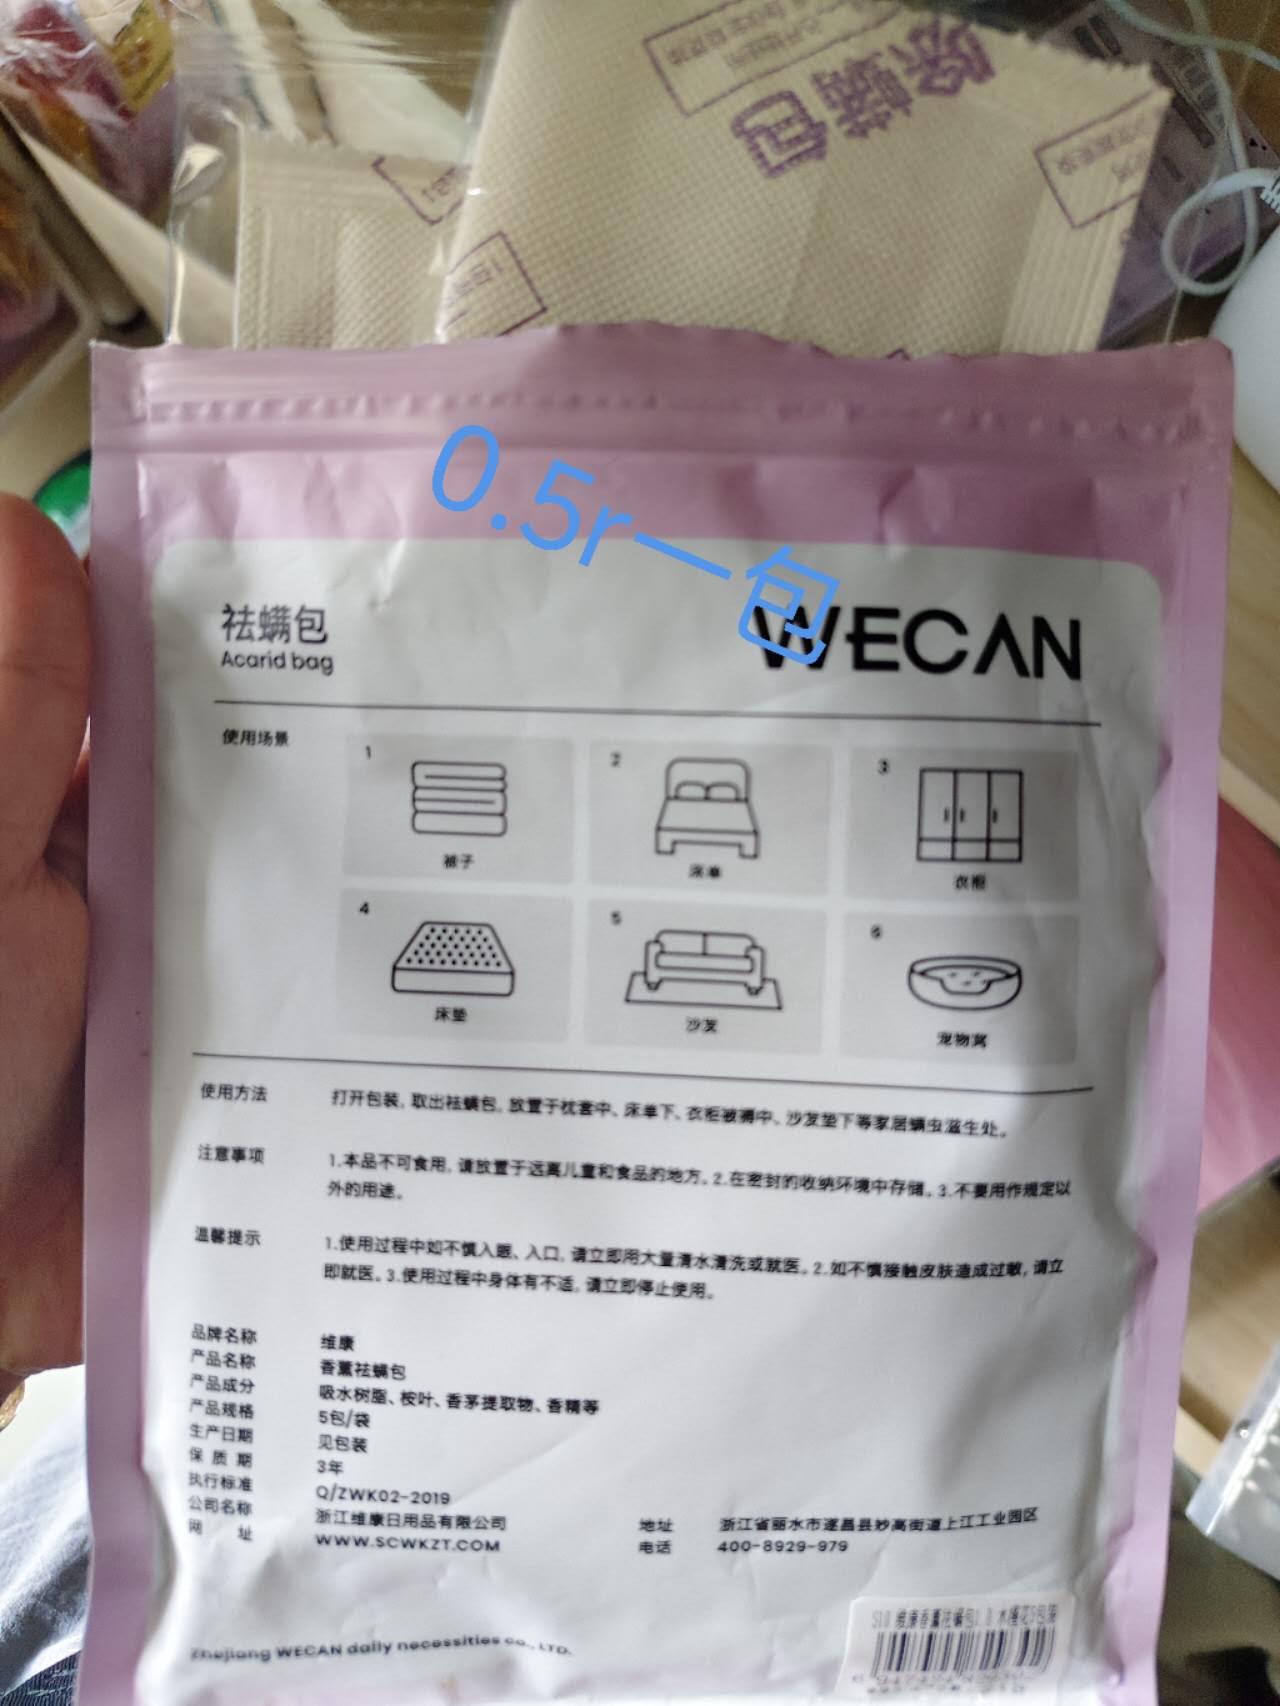 除螨包
0.5r一包
祛螨包
Acarid bag
WECAN
使用场景
1
被子
2
床单
3
衣柜
4
床垫
5
沙发
6
宠物窝
使用方法
打开包装, 取出祛螨包, 放置于枕套中、床单下、衣柜被褥中、沙发垫下等家居螨虫滋生处。
注意事项
1.本品不可食用, 请放置于远离儿童和食品的地方。2.在密封的收纳环境中存储。3.不要用作规定以
外的用途。
温馨提示
1.使用过程中如不慎入眼、入口, 请立即用大量清水清洗或就医。2.如不慎接触皮肤造成过敏, 请立
即就医。3.使用过程中身体有不适, 请立即停止使用。
品牌名称 维康
产品名称 香薰祛螨包
产品成分 吸水树脂、桉叶、香茅提取物、香精等
产品规格 5包/袋
生产日期 见包装
保 质 期 3年
执行标准 Q/ZWK02-2019
公司名称 浙江维康日用品有限公司
网 址 WWW.SCWKZT.COM
地址 浙江省丽水市遂昌县妙高街道上江工业园区
电话 400-8929-979
Zhejiang WECAN daily necessities co., LTD.